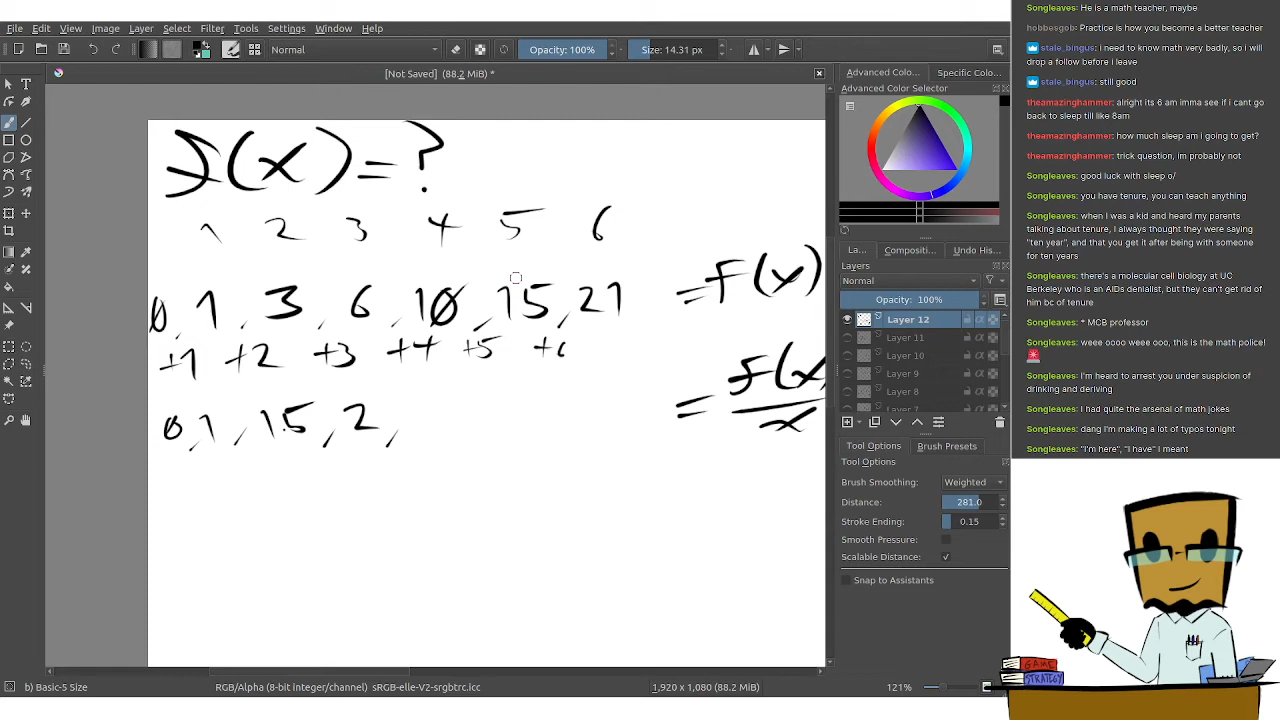 File Edit View Image Layer Select Filter Tools Settings Window Help
Normal Opacity: 100% Size: 14.31 px
[Not Saved] (88.2 MiB) *
f(x)=?
1 2 3 4 5 6
0, 1, 3, 6, 10, 15, 21
+1 +2 +3 +4 +5 +6
0, 1, 1.5, 2,
=f(x)
=f(x
x
b) Basic-5 Size RGB/Alpha (8-bit integer/channel) sRGB-elle-V2-srgbtrc.icc 1,920 x 1,080 (88.2 MiB) 121%
Advanced Colo... Specific Color...
Advanced Color Selector
La... Compositi... Undo His...
Layers
Normal
Opacity: 100%
Layer 12
Layer 11
Layer 10
Layer 9
Layer 8
Layer 7
Tool Options Brush Presets
Tool Options
Brush Smoothing: Weighted
Distance: 281.0
Stroke Ending: 0.15
Smooth Pressure:
Scalable Distance:
Snap to Assistants
Songleaves: He is a math teacher, maybe
hobbesgob: Practice is how you become a better teacher
stale_bingus: I need to know math very badly, so i will
drop a follow before i leave
stale_bingus: still good
theamazinghammer: alright its 6 am imma see if i cant go
back to sleep till like 8am
theamazinghammer: how much sleep am i going to get?
theamazinghammer: trick question, im probably not
Songleaves: good luck with sleep o/
Songleaves: you have tenure, you can teach anything
Songleaves: when I was a kid and heard my parents
talking about tenure, I always thought they were saying
"ten year", and that you get it after being with someone
for ten years
Songleaves: there's a molecular cell biology professor at UC
Berkeley who is an AIDs denialist, but they can't get rid of
him bc of tenure
Songleaves: * MCB professor
Songleaves: weee oooo weee ooo, this is the math police!
Songleaves: I'm heard to arrest you under suspicion of
drinking and deriving
Songleaves: I had quite the arsenal of math jokes
Songleaves: dang I'm making a lot of typos tonight
Songleaves: "I'm here", "I have" I meant
GAME
STRATEGY